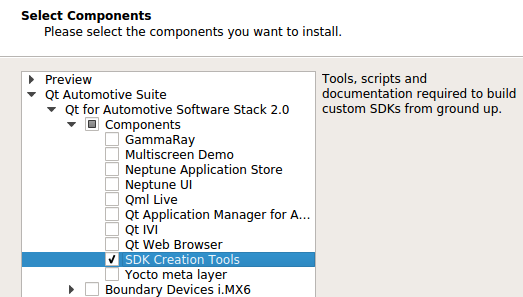 Select Components
Please select the components you want to install.
Preview
Qt Automotive Suite
Qt for Automotive Software Stack 2.0
Components
GammaRay
Multiscreen Demo
Neptune Application Store
Neptune UI
Qml Live
Qt Application Manager for A...
Qt IVI
Qt Web Browser
SDK Creation Tools
Yocto meta layer
Boundary Devices i.MX6
Tools, scripts and
documentation required to build
custom SDKs from ground up.